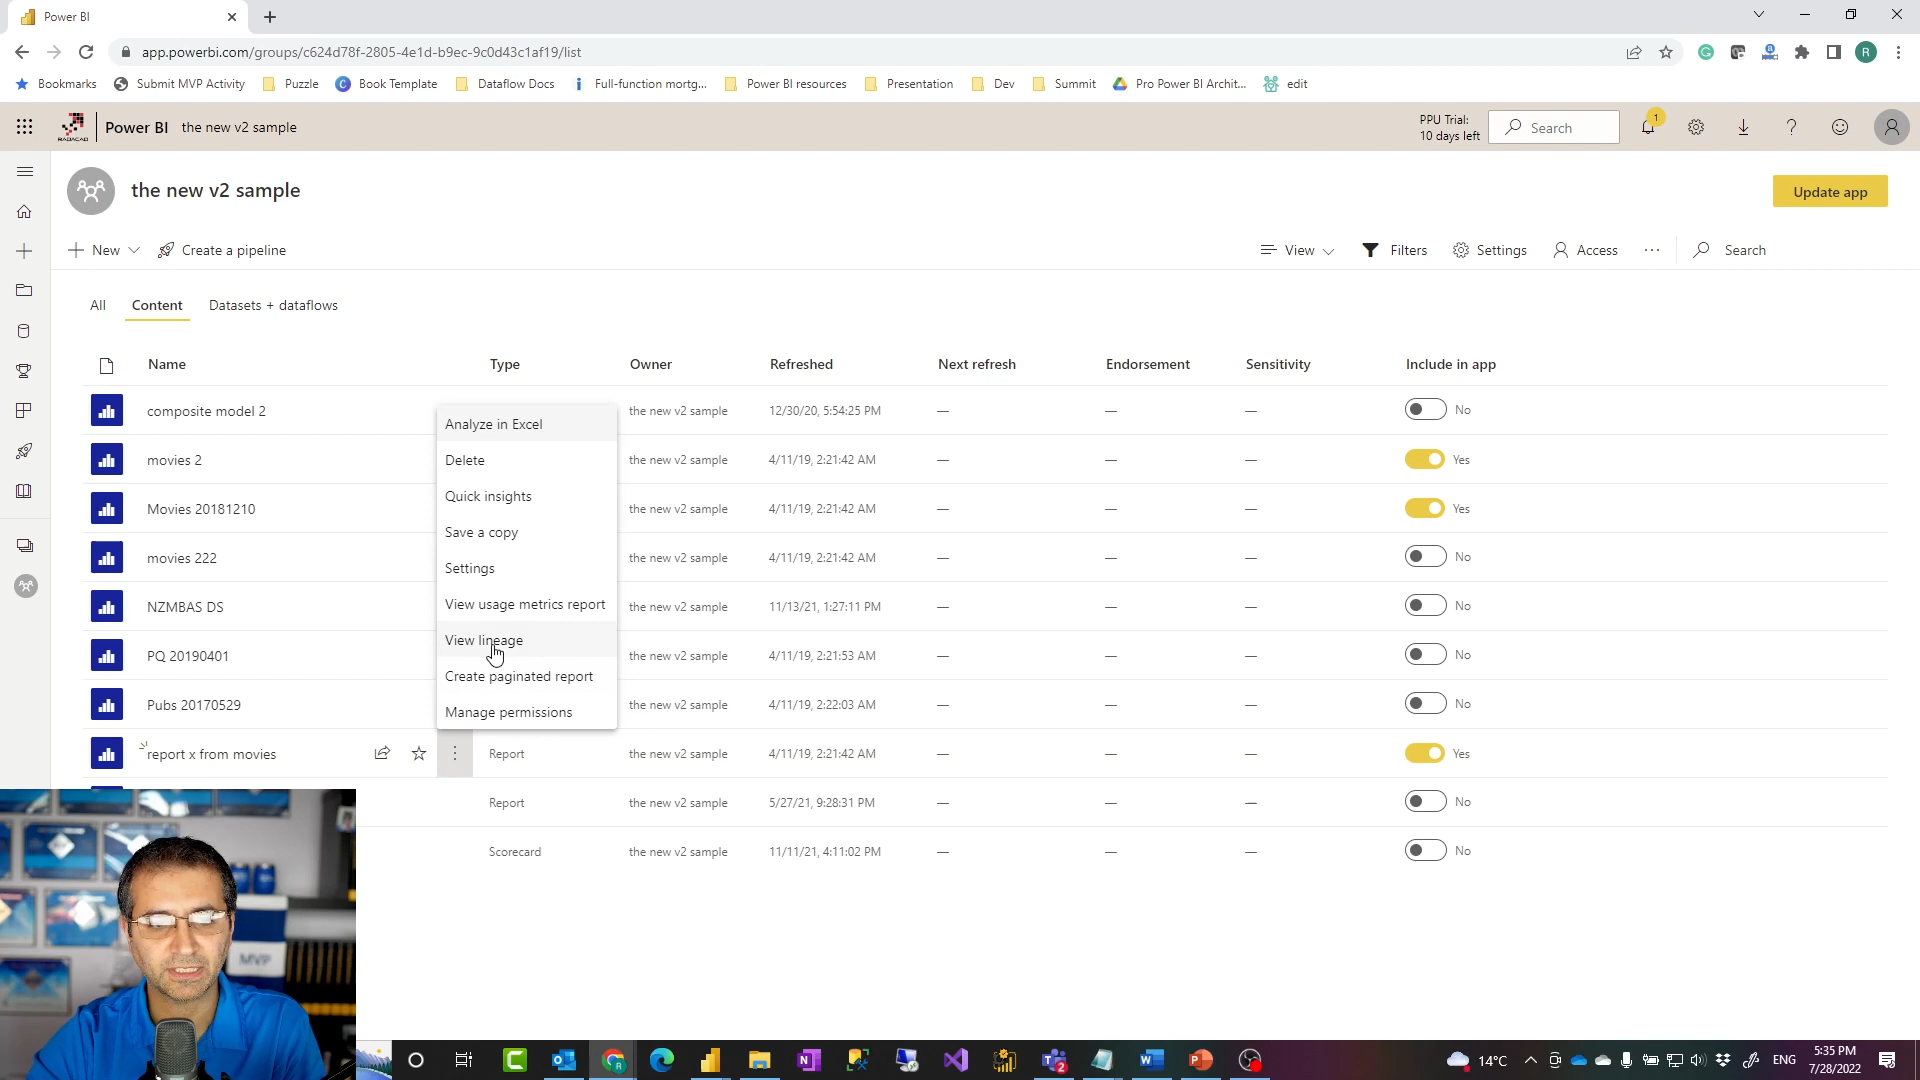 Power BI
app.powerbi.com/groups/c624d78f-2805-4e1d-b9ec-9c0d43c1af19/list
Bookmarks Submit MVP Activity Puzzle Book Template Dataflow Docs Full-function mortg... Power BI resources Presentation Dev Summit Pro Power BI Archit... edit
RADACAD Power BI the new v2 sample PPU Trial: 10 days left Search 1
the new v2 sample Update app
New Create a pipeline View Filters Settings Access ... Search
All Content Datasets + dataflows
Name Type Owner Refreshed Next refresh Endorsement Sensitivity Include in app
composite model 2 the new v2 sample 12/30/20, 5:54:25 PM — — — No
movies 2 the new v2 sample 4/11/19, 2:21:42 AM — — — Yes
Movies 20181210 the new v2 sample 4/11/19, 2:21:42 AM — — — Yes
movies 222 the new v2 sample 4/11/19, 2:21:42 AM — — — No
NZMBAS DS the new v2 sample 11/13/21, 1:27:11 PM — — — No
PQ 20190401 the new v2 sample 4/11/19, 2:21:53 AM — — — No
Pubs 20170529 the new v2 sample 4/11/19, 2:22:03 AM — — — No
report x from movies Report the new v2 sample 4/11/19, 2:21:42 AM — — — Yes
Report the new v2 sample 5/27/21, 9:28:31 PM — — — No
Scorecard the new v2 sample 11/11/21, 4:11:02 PM — — — No
Analyze in Excel
Delete
Quick insights
Save a copy
Settings
View usage metrics report
View lineage
Create paginated report
Manage permissions
MVP
14°C ENG 5:35 PM
7/28/2022